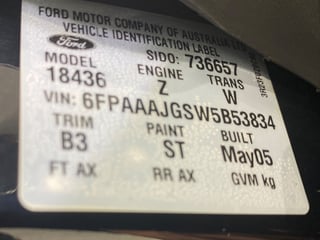 FORD MOTOR COMPANY OF AUSTRALIA LTD
VEHICLE IDENTIFICATION LABEL
Ford
SIDO: 736657
MODEL ENGINE TRANS
18436 Z W
VIN: 6FPAAAJGSW5B53834
TRIM PAINT BUILT
B3 ST May05
FT AX RR AX GVM kg